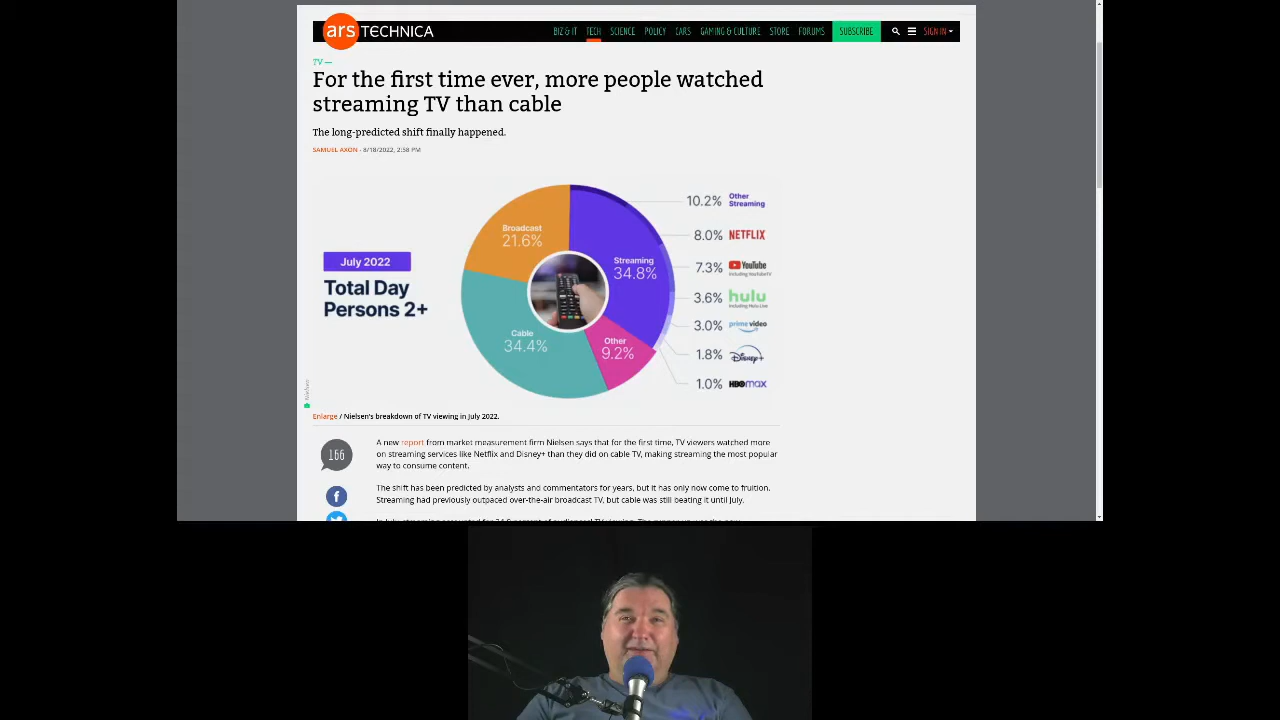 ars TECHNICA
BIZ & IT TECH SCIENCE POLICY CARS GAMING & CULTURE STORE FORUMS SUBSCRIBE SIGN IN
TV —
For the first time ever, more people watched
streaming TV than cable
The long-predicted shift finally happened.
SAMUEL AXON - 8/18/2022, 2:38 PM
July 2022
Total Day
Persons 2+
Broadcast
21.6%
Streaming
34.8%
Cable
34.4%
Other
9.2%
10.2% Other
Streaming
8.0% NETFLIX
7.3% YouTube
including YouTubeTV
3.6% hulu
including Hulu Live
3.0% prime video
1.8% Disney+
1.0% HBOMAX
Nielsen
Enlarge / Nielsen's breakdown of TV viewing in July 2022.
166
A new report from market measurement firm Nielsen says that for the first time, TV viewers watched more
on streaming services like Netflix and Disney+ than they did on cable TV, making streaming the most popular
way to consume content.
The shift has been predicted by analysts and commentators for years, but it has only now come to fruition.
Streaming had previously outpaced over-the-air broadcast TV, but cable was still beating it until July.